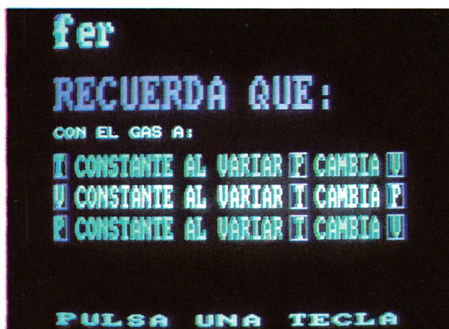 fer
RECUERDA QUE:
CON EL GAS A:
T CONSTANTE AL VARIAR P CAMBIA V
V CONSTANTE AL VARIAR T CAMBIA P
P CONSTANTE AL VARIAR T CAMBIA V
PULSA UNA TECLA